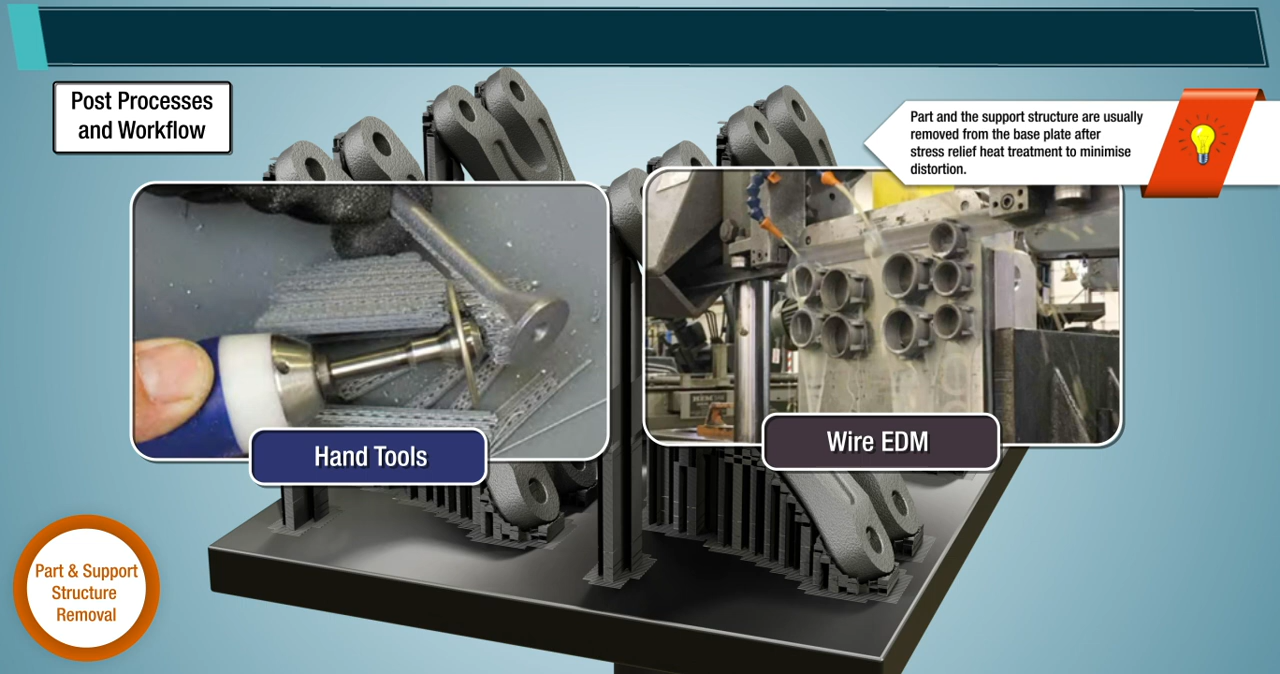 Post Processes
and Workflow
Part and the support structure are usually
removed from the base plate after
stress relief heat treatment to minimise
distortion.
Hand Tools
Wire EDM
Part & Support
Structure
Removal